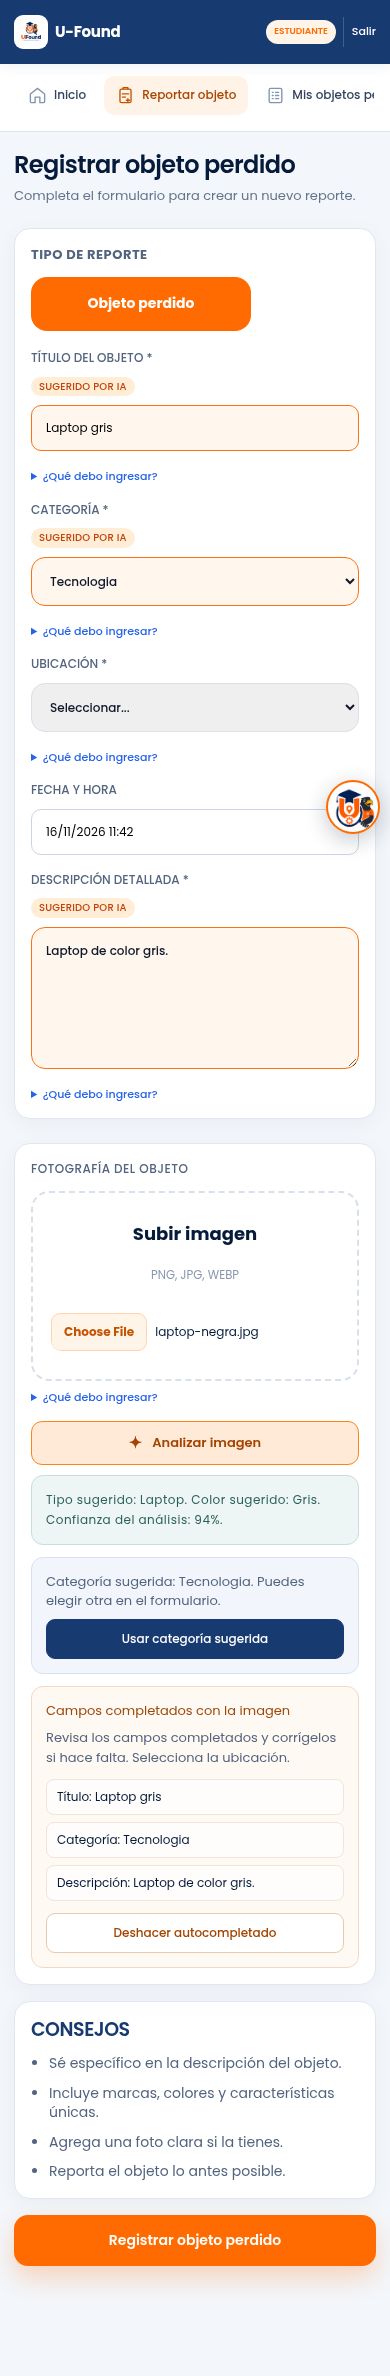 U-Found
ESTUDIANTE
Salir
Inicio
Reportar objeto
Mis objetos pe
Registrar objeto perdido
Completa el formulario para crear un nuevo reporte.
TIPO DE REPORTE
Objeto perdido
TÍTULO DEL OBJETO *
SUGERIDO POR IA
Laptop gris
¿Qué debo ingresar?
CATEGORÍA *
SUGERIDO POR IA
Tecnologia
¿Qué debo ingresar?
UBICACIÓN *
Seleccionar...
¿Qué debo ingresar?
FECHA Y HORA
16/11/2026 11:42
DESCRIPCIÓN DETALLADA *
SUGERIDO POR IA
Laptop de color gris.
¿Qué debo ingresar?
FOTOGRAFÍA DEL OBJETO
Subir imagen
PNG, JPG, WEBP
Choose File laptop-negra.jpg
¿Qué debo ingresar?
Analizar imagen
Tipo sugerido: Laptop. Color sugerido: Gris.
Confianza del análisis: 94%.
Categoría sugerida: Tecnologia. Puedes
elegir otra en el formulario.
Usar categoría sugerida
Campos completados con la imagen
Revisa los campos completados y corrígelos
si hace falta. Selecciona la ubicación.
Título: Laptop gris
Categoría: Tecnologia
Descripción: Laptop de color gris.
Deshacer autocompletado
CONSEJOS
Sé específico en la descripción del objeto.
Incluye marcas, colores y características
únicas.
Agrega una foto clara si la tienes.
Reporta el objeto lo antes posible.
Registrar objeto perdido